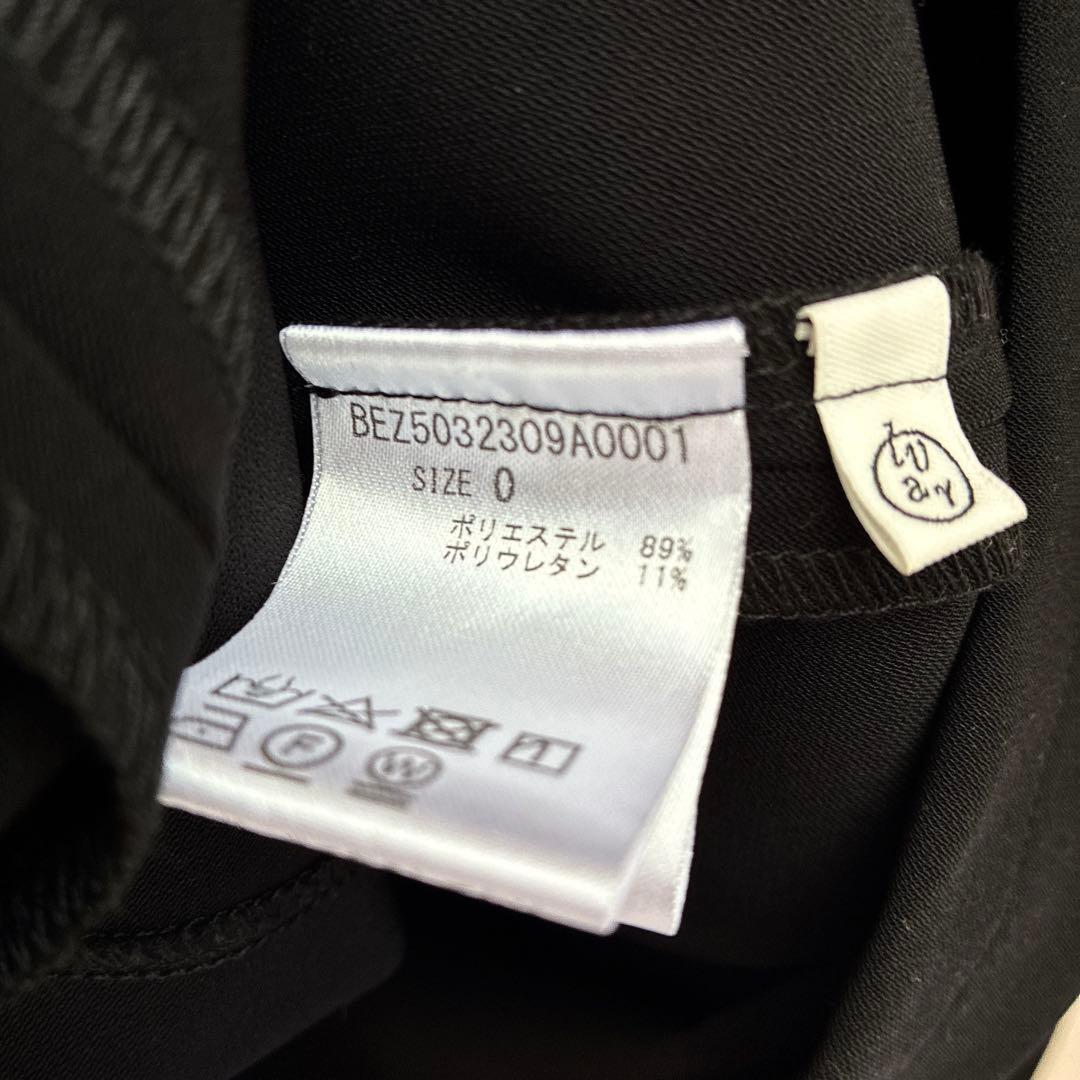 BEZ5032309A0001
SIZE 0
ポリエステル 89%
ポリウレタン 11%
F
W